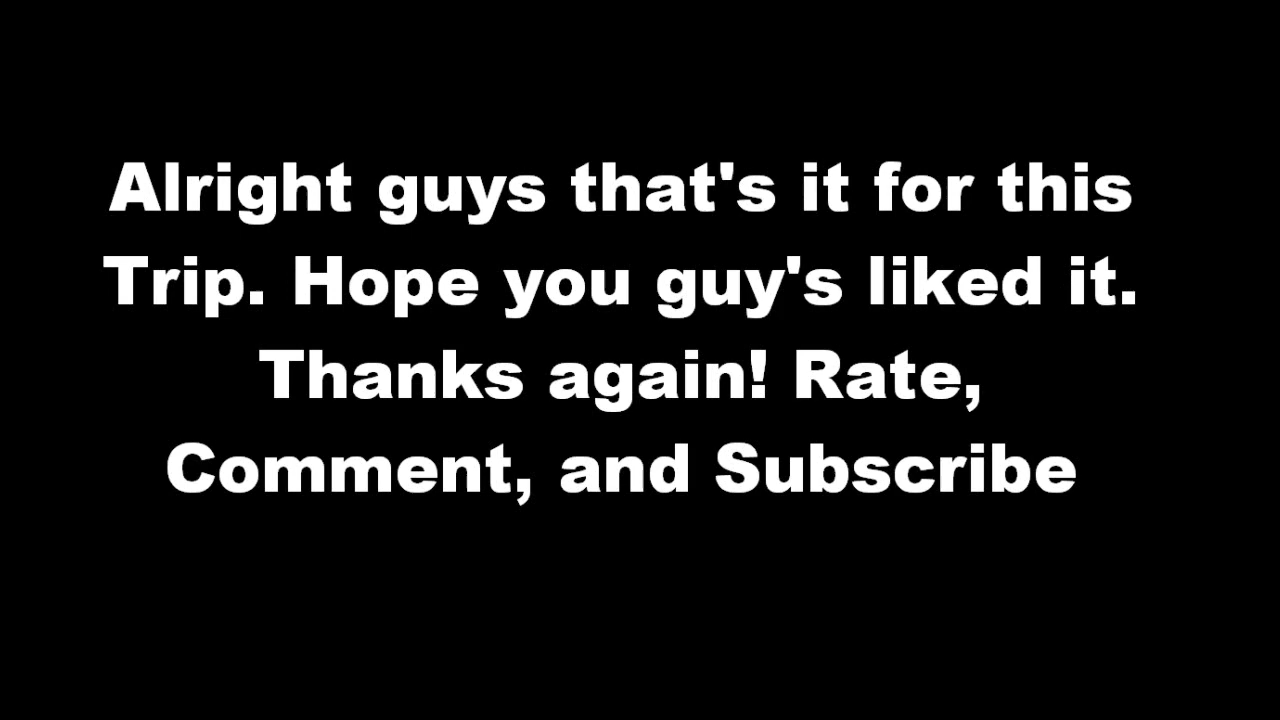 Alright guys that's it for this
Trip. Hope you guy's liked it.
Thanks again! Rate,
Comment, and Subscribe